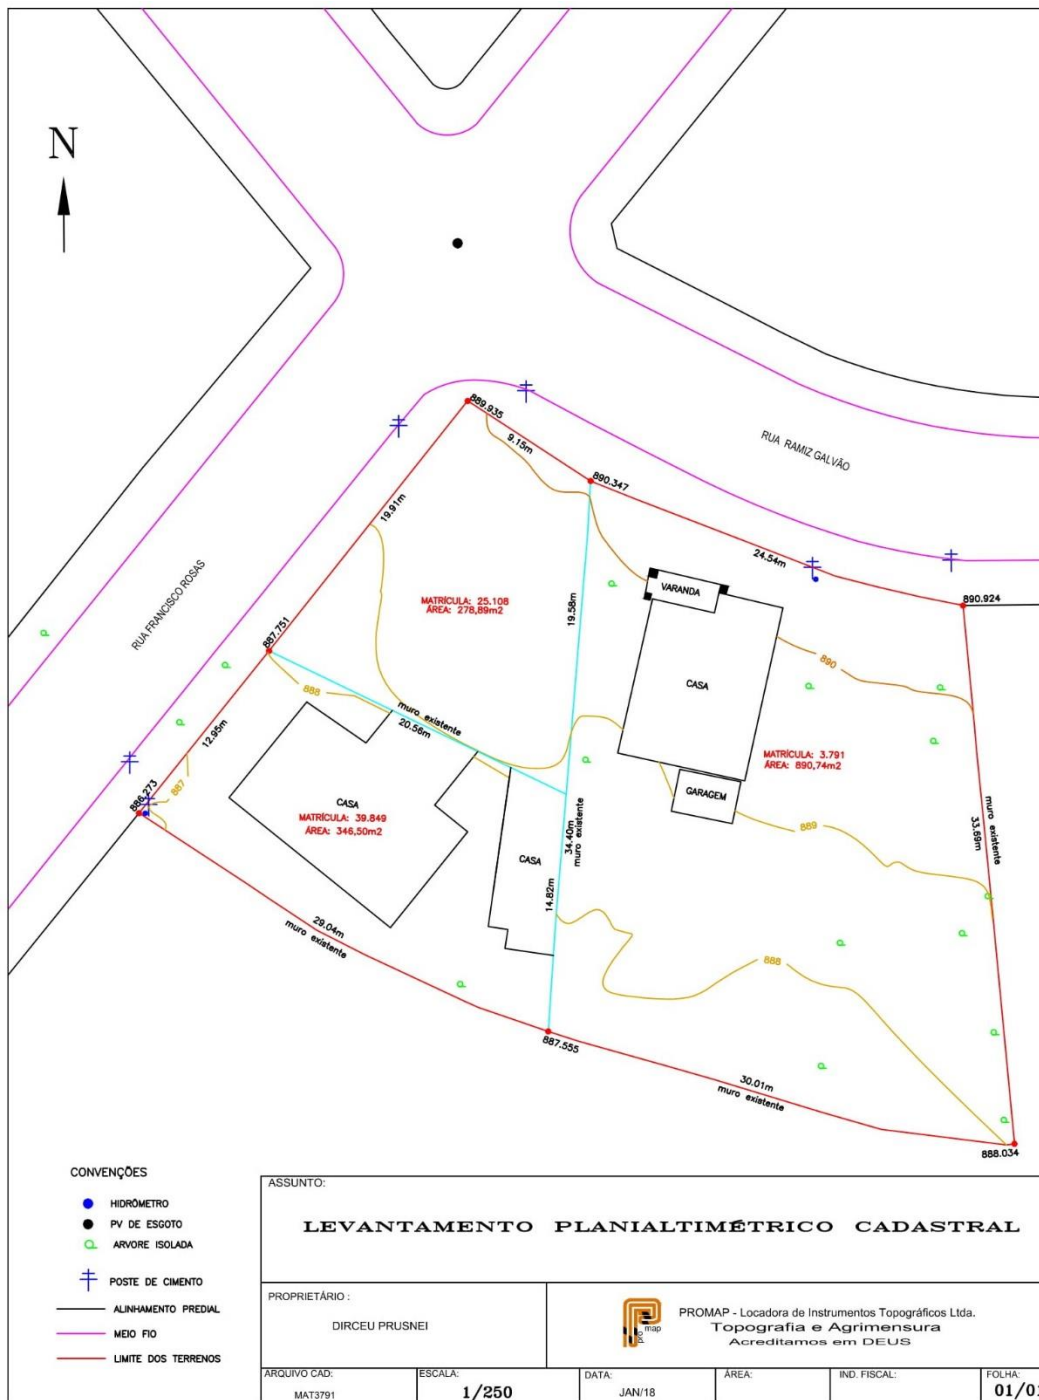 N
889.935
9.15m
890.347
RUA RAMIZ GALVÃO
19.91m
24.54m
RUA FRANCISCO ROSAS
MATRÍCULA: 25.108
ÁREA: 278,89m2
19.58m
VARANDA
890.924
887.751
890
CASA
888
muro existente
20.56m
12.95m
MATRÍCULA: 3.791
ÁREA: 890,74m2
887
GARAGEM
886.273
CASA
MATRÍCULA: 39.849
ÁREA: 346,50m2
889
muro existente
33.69m
34.40m
muro existente
CASA
14.82m
29.04m
muro existente
888
887.555
30.01m
muro existente
888.034
CONVENÇÕES
HIDRÔMETRO
PV DE ESGOTO
ARVORE ISOLADA
POSTE DE CIMENTO
ALINHAMENTO PREDIAL
MEIO FIO
LIMITE DOS TERRENOS
ASSUNTO:
LEVANTAMENTO PLANIALTIMÉTRICO CADASTRAL
PROPRIETÁRIO :
DIRCEU PRUSNEI
pro map
PROMAP - Locadora de Instrumentos Topográficos Ltda.
Topografia e Agrimensura
Acreditamos em DEUS
ARQUIVO CAD:
MAT3791
ESCALA:
1/250
DATA:
JAN/18
ÁREA:
IND. FISCAL:
FOLHA:
01/01